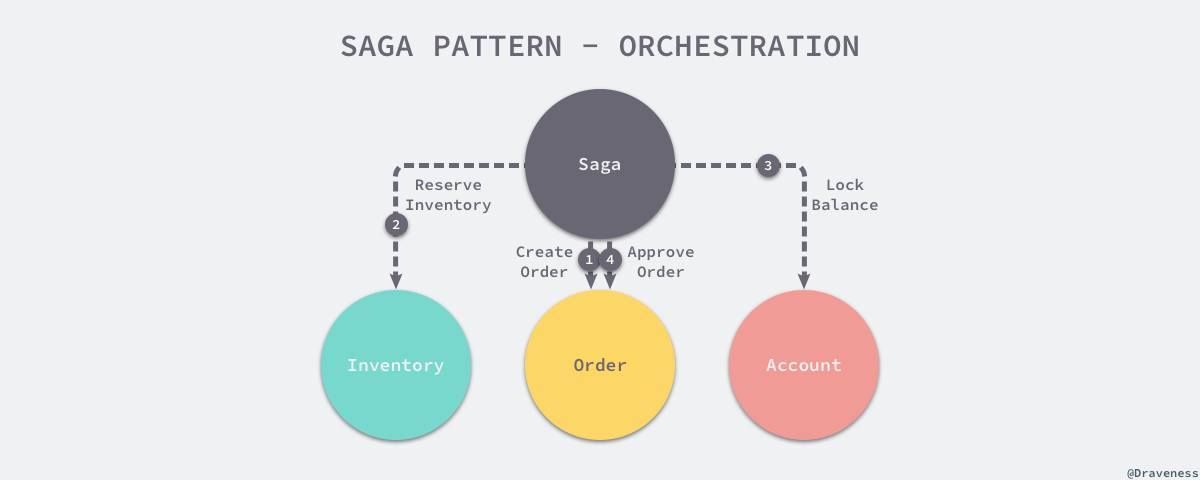 SAGA PATTERN - ORCHESTRATION
Saga
3
Reserve
Inventory
Lock
Balance
2
Create
Order
1
4
Approve
Order
Inventory
Order
Account
@Draveness